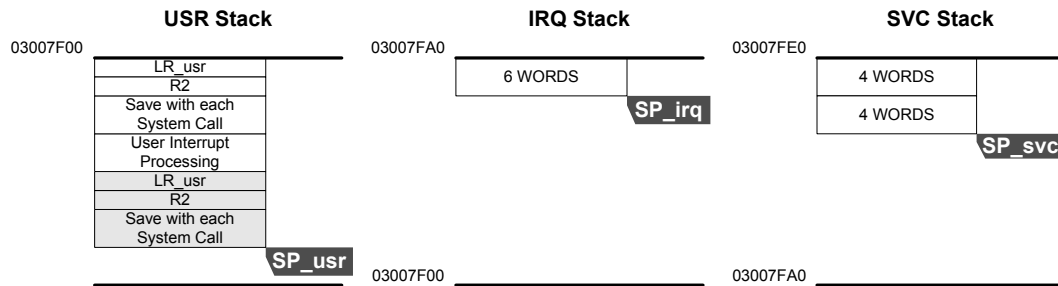 USR Stack
03007F00
LR_usr
R2
Save with each
System Call
User Interrupt
Processing
LR_usr
R2
Save with each
System Call
SP_usr
IRQ Stack
03007FA0
6 WORDS
SP_irq
03007F00
SVC Stack
03007FE0
4 WORDS
4 WORDS
SP_svc
03007FA0